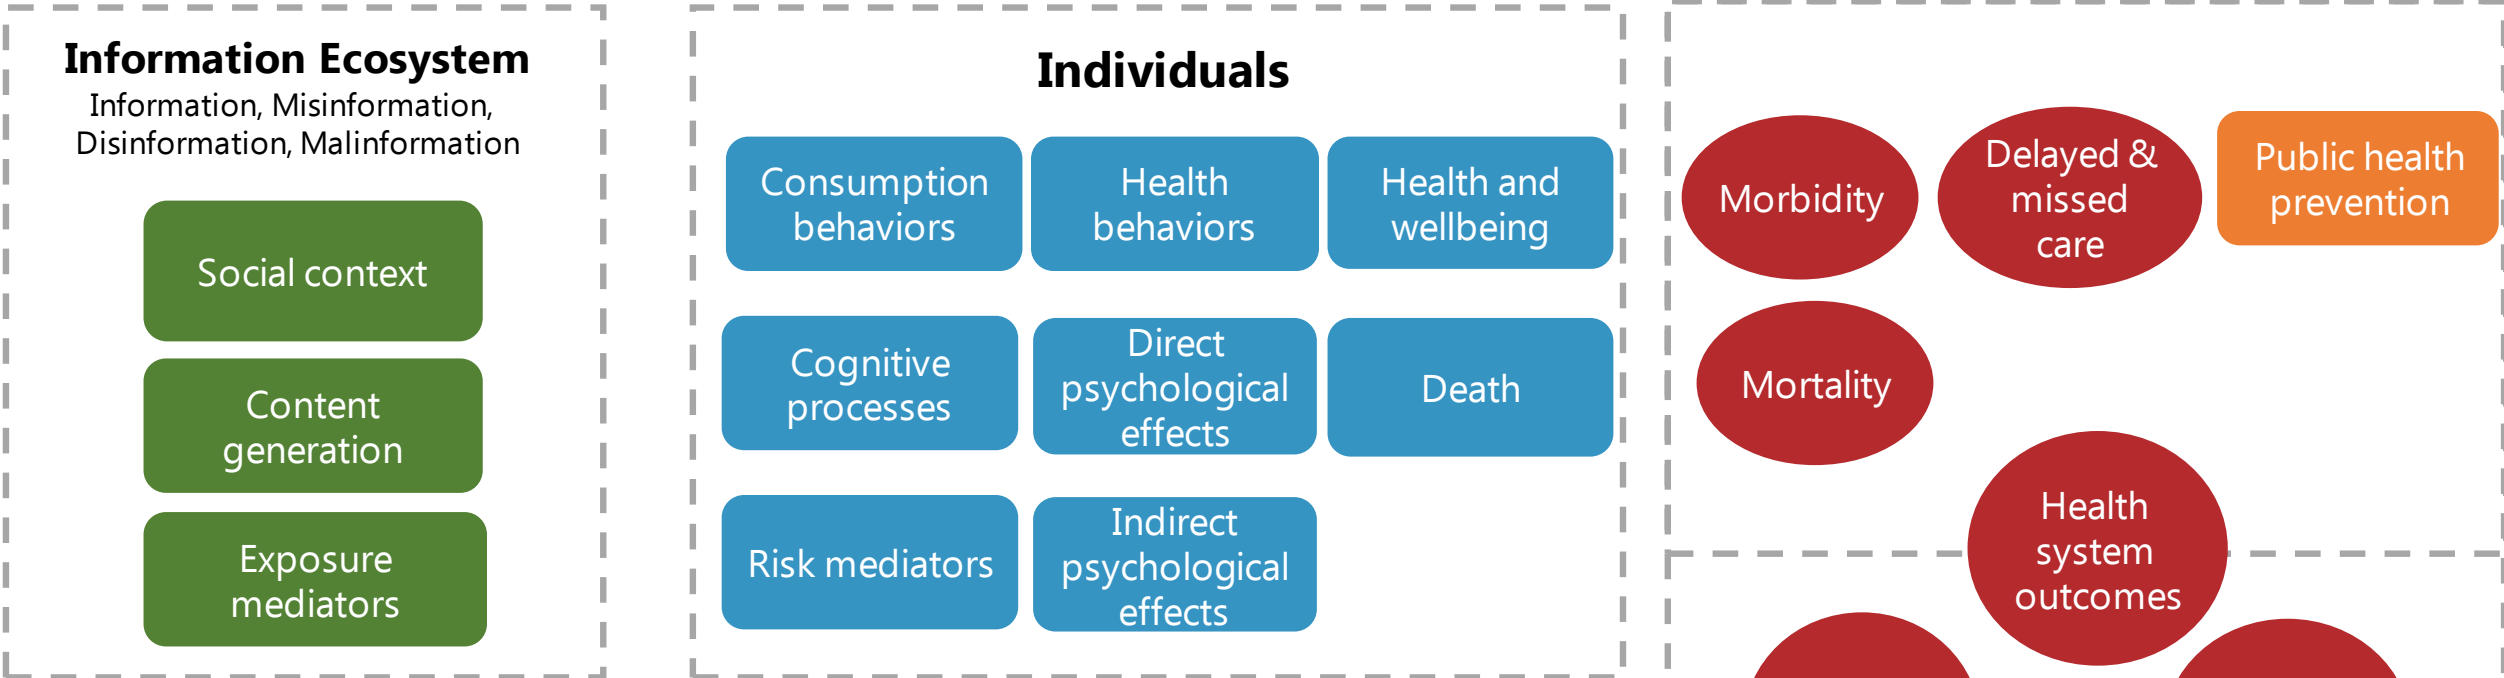 Information Ecosystem
Information, Misinformation,
Disinformation, Malinformation
Social context
Content
generation
Exposure
mediators
Individuals
Consumption
behaviors
Health
behaviors
Health and
wellbeing
Cognitive
processes
Direct
psychological
effects
Death
Risk mediators
Indirect
psychological
effects
Morbidity
Delayed &
missed
care
Public health
prevention
Mortality
Health
system
outcomes